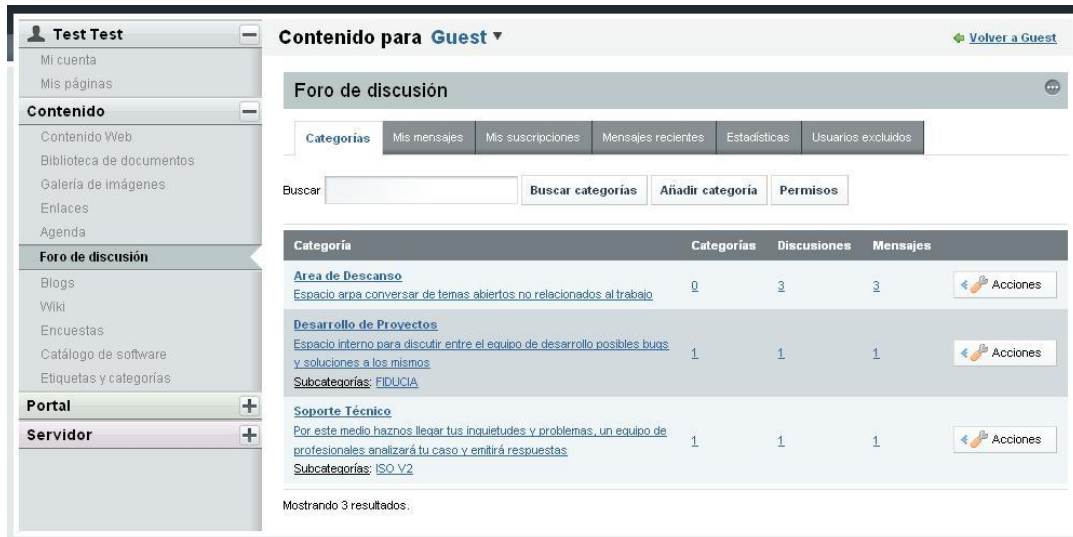 Test Test
Mi cuenta
Mis páginas
Contenido
Contenido Web
Biblioteca de documentos
Galería de imágenes
Enlaces
Agenda
Foro de discusión
Blogs
Wiki
Encuestas
Catálogo de software
Etiquetas y categorías
Portal
Servidor
Contenido para Guest
Volver a Guest
Foro de discusión
Categorías Mis mensajes Mis suscripciones Mensajes recientes Estadísticas Usuarios excluidos
Buscar Buscar categorías Añadir categoría Permisos
Categoría Categorías Discusiones Mensajes
Area de Descanso
Espacio arpa conversar de temas abiertos no relacionados al trabajo 0 3 3 Acciones
Desarrollo de Proyectos
Espacio interno para discutir entre el equipo de desarrollo posibles bugs
y soluciones a los mismos 1 1 1 Acciones
Subcategorías: FIDUCIA
Soporte Técnico
Por este medio haznos llegar tus inquietudes y problemas, un equipo de
profesionales analizará tu caso y emitirá respuestas 1 1 1 Acciones
Subcategorías: ISO V2
Mostrando 3 resultados.